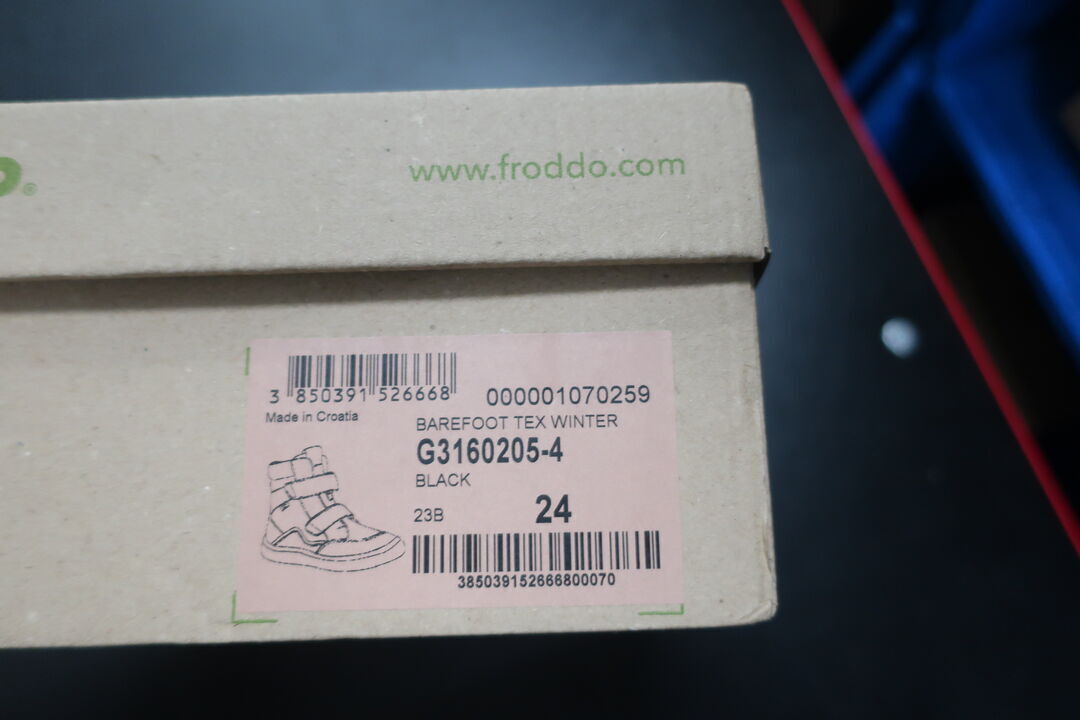 www.froddo.com
3 850391 526668
000001070259
Made in Croatia
BAREFOOT TEX WINTER
G3160205-4
BLACK
23B
24
385039152666800070